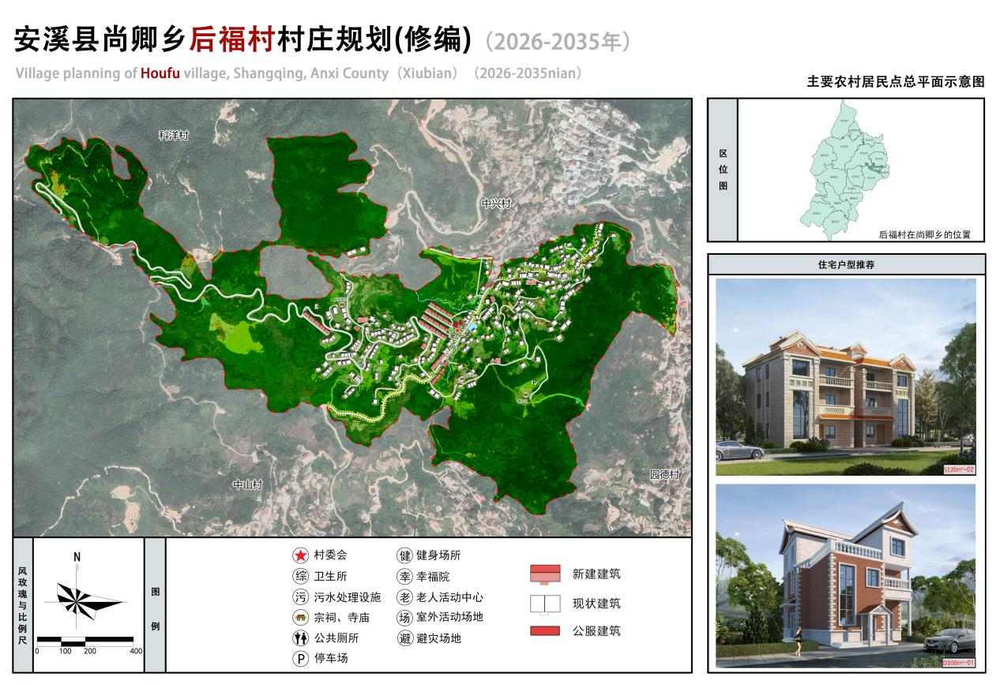 安溪县尚卿乡后福村村庄规划(修编)（2026-2035年）
Village planning of Houfu village, Shangqing, Anxi County（Xiubian）（2026-2035nian）
主要农村居民点总平面示意图
科洋村
中兴村
中山村
园德村
P
区位图
后福村在尚卿乡的位置
住宅户型推荐
S120㎡-02
D100㎡-01
风玫瑰与比例尺
N
0 100 200 400
图例
村委会
综 卫生所
污 污水处理设施
宗祠、寺庙
公共厕所
P 停车场
健 健身场所
幸 幸福院
老 老人活动中心
场 室外活动场地
避 避灾场地
新建建筑
现状建筑
公服建筑